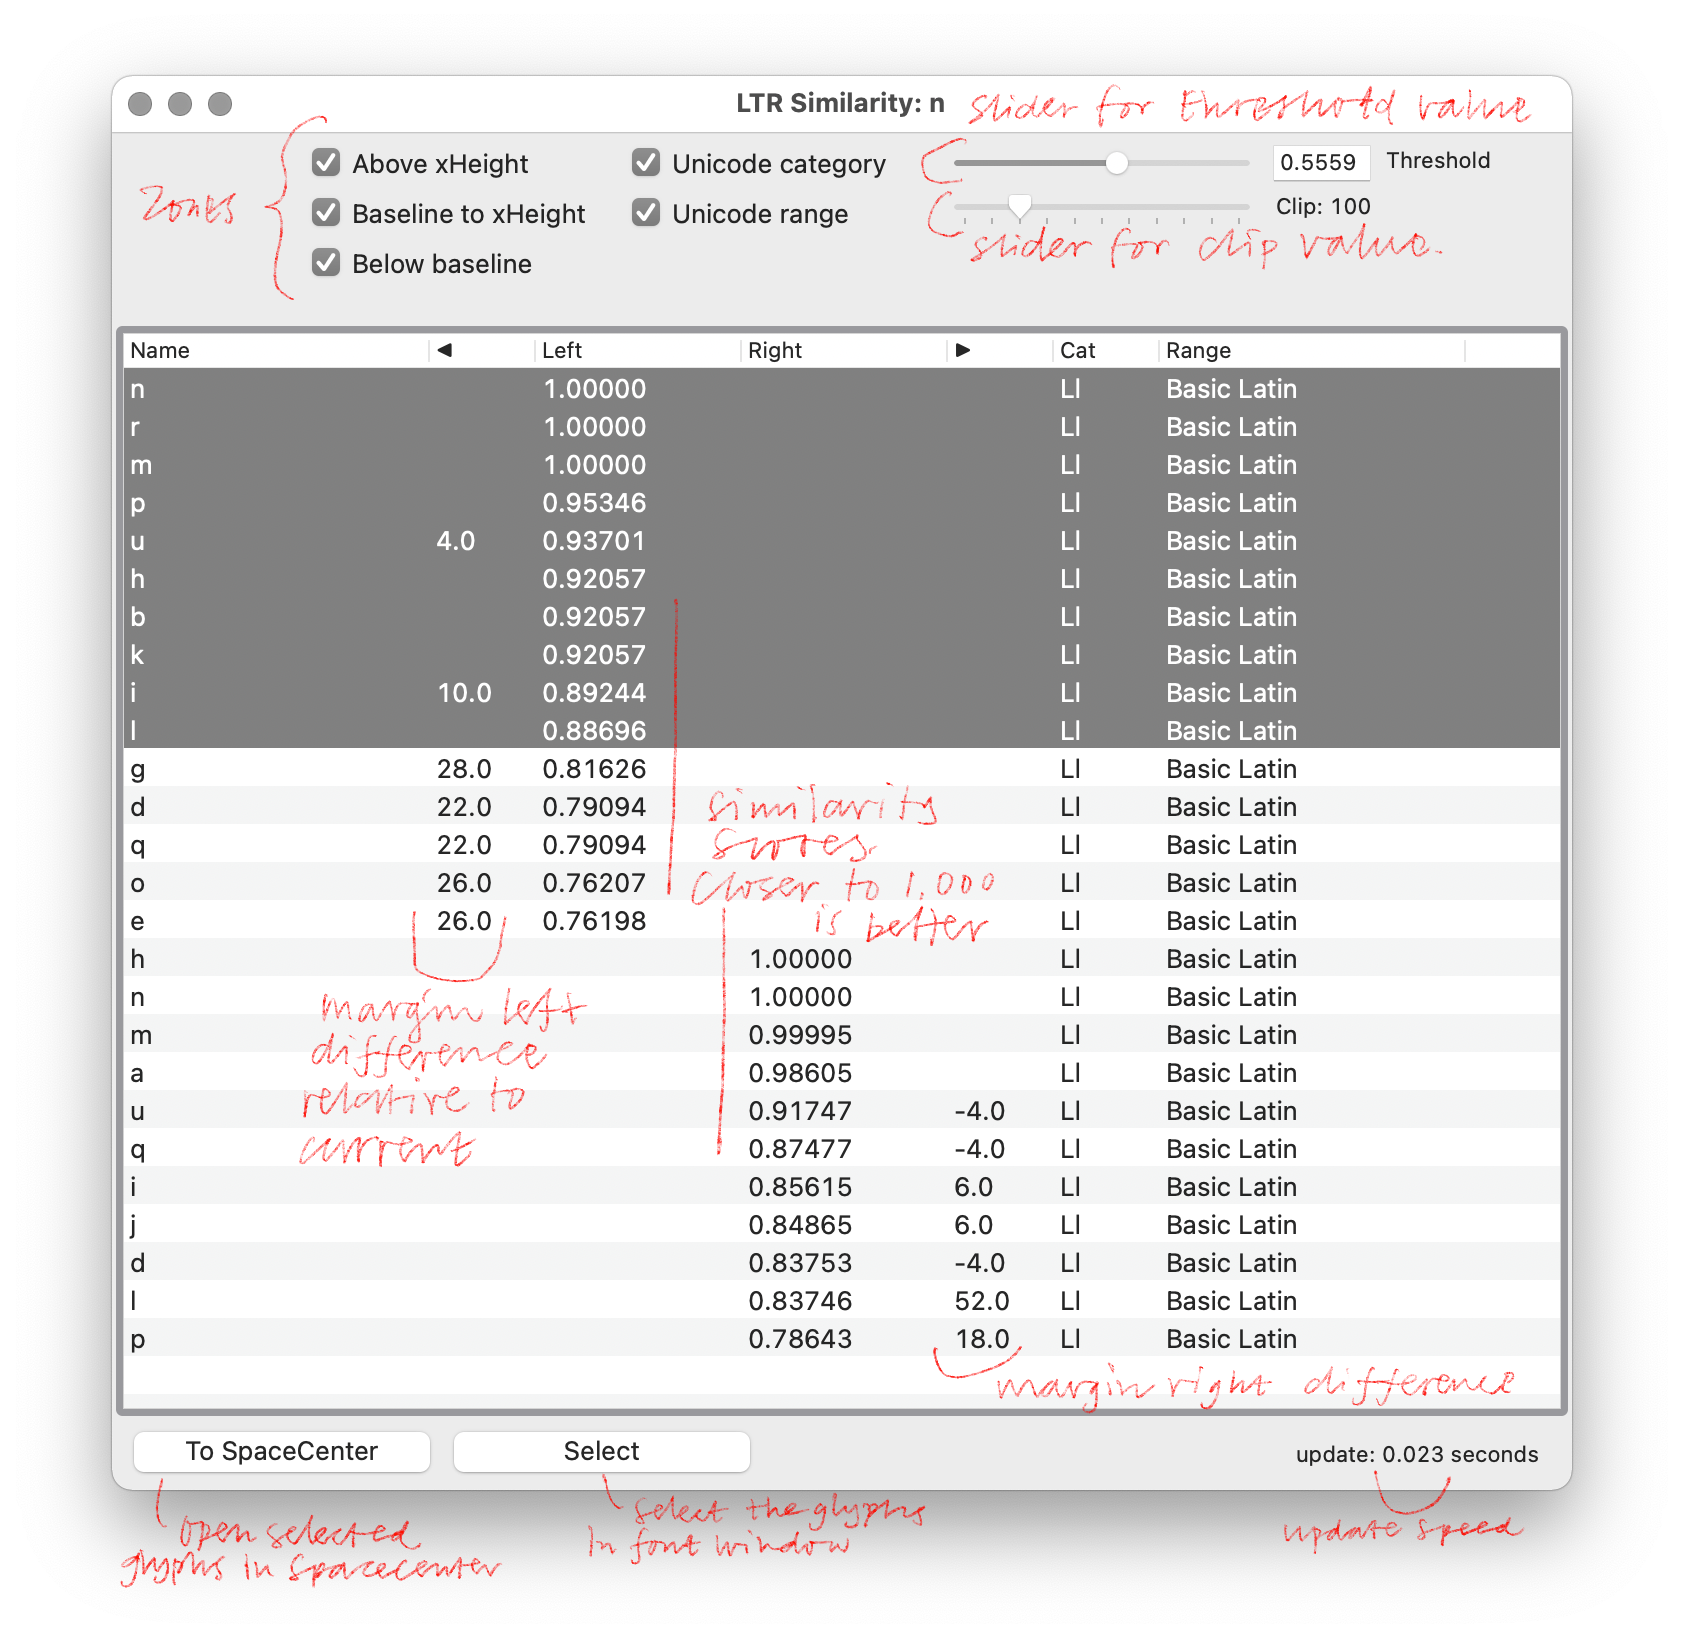 LTR Similarity: n slider for threshold value
Above xHeight Unicode category 0.5559 Threshold
zones Baseline to xHeight Unicode range Clip: 100
slider for clip value.
Below baseline
Name ◀ Left Right ▶ Cat Range
n 1.00000 Ll Basic Latin
r 1.00000 Ll Basic Latin
m 1.00000 Ll Basic Latin
p 0.95346 Ll Basic Latin
u 4.0 0.93701 Ll Basic Latin
h 0.92057 Ll Basic Latin
b 0.92057 Ll Basic Latin
k 0.92057 Ll Basic Latin
i 10.0 0.89244 Ll Basic Latin
l 0.88696 Ll Basic Latin
g 28.0 0.81626 Ll Basic Latin
d 22.0 0.79094 Ll Basic Latin
q 22.0 0.79094 Ll Basic Latin
o 26.0 0.76207 Ll Basic Latin
e 26.0 0.76198 Ll Basic Latin
similarity
scores.
closer to 1.000
is better
h 1.00000 Ll Basic Latin
n 1.00000 Ll Basic Latin
m 0.99995 Ll Basic Latin
a 0.98605 Ll Basic Latin
u 0.91747 -4.0 Ll Basic Latin
q 0.87477 -4.0 Ll Basic Latin
margin left
difference
relative to
current
i 0.85615 6.0 Ll Basic Latin
j 0.84865 6.0 Ll Basic Latin
d 0.83753 -4.0 Ll Basic Latin
l 0.83746 52.0 Ll Basic Latin
p 0.78643 18.0 Ll Basic Latin
margin right difference
To SpaceCenter Select update: 0.023 seconds
open selected
glyphs in spacecenter
select the glyphs
in font window
update speed